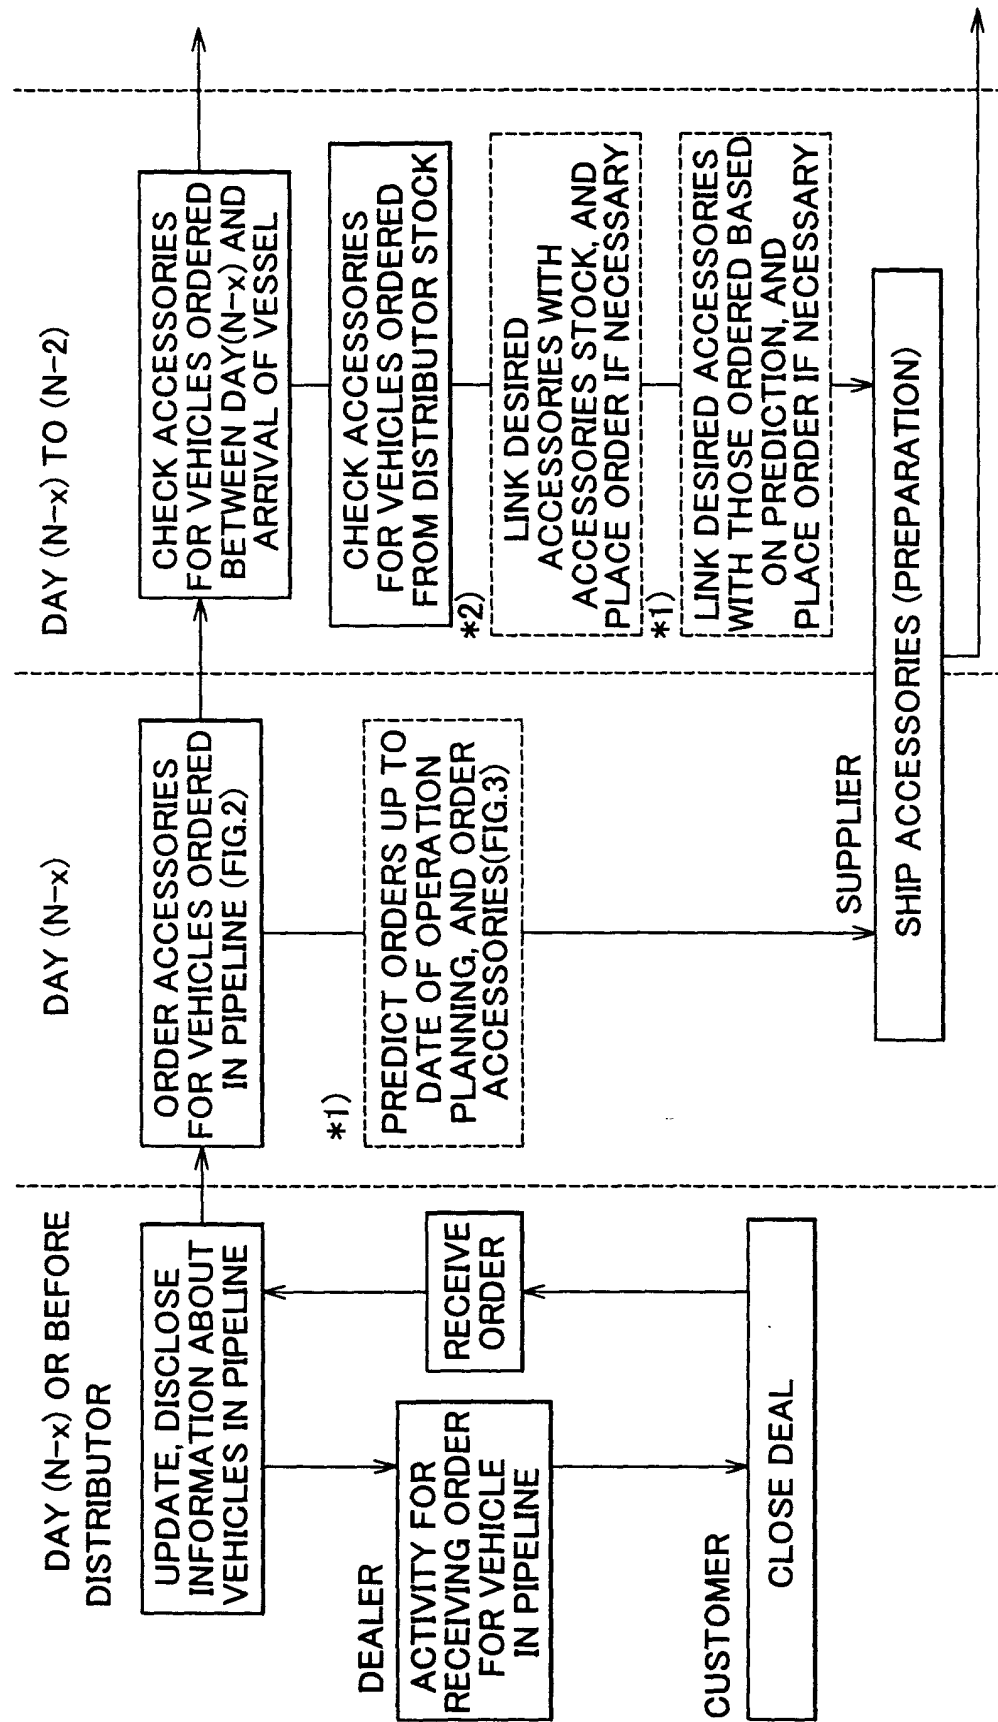 DAY (N-x) OR BEFORE
DISTRIBUTOR
UPDATE, DISCLOSE
INFORMATION ABOUT
VEHICLES IN PIPELINE
DEALER
ACTIVITY FOR
RECEIVING ORDER
FOR VEHICLE
IN PIPELINE
RECEIVE
ORDER
CUSTOMER
CLOSE DEAL
DAY (N-x)
ORDER ACCESSORIES
FOR VEHICLES ORDERED
IN PIPELINE (FIG.2)
*1)
PREDICT ORDERS UP TO
DATE OF OPERATION
PLANNING, AND ORDER
ACCESSORIES(FIG.3)
SUPPLIER
SHIP ACCESSORIES (PREPARATION)
DAY (N-x) TO (N-2)
CHECK ACCESSORIES
FOR VEHICLES ORDERED
BETWEEN DAY(N-x) AND
ARRIVAL OF VESSEL
CHECK ACCESSORIES
FOR VEHICLES ORDERED
FROM DISTRIBUTOR STOCK
*2)
LINK DESIRED
ACCESSORIES WITH
ACCESSORIES STOCK, AND
PLACE ORDER IF NECESSARY
*1)
LINK DESIRED ACCESSORIES
WITH THOSE ORDERED BASED
ON PREDICTION, AND
PLACE ORDER IF NECESSARY